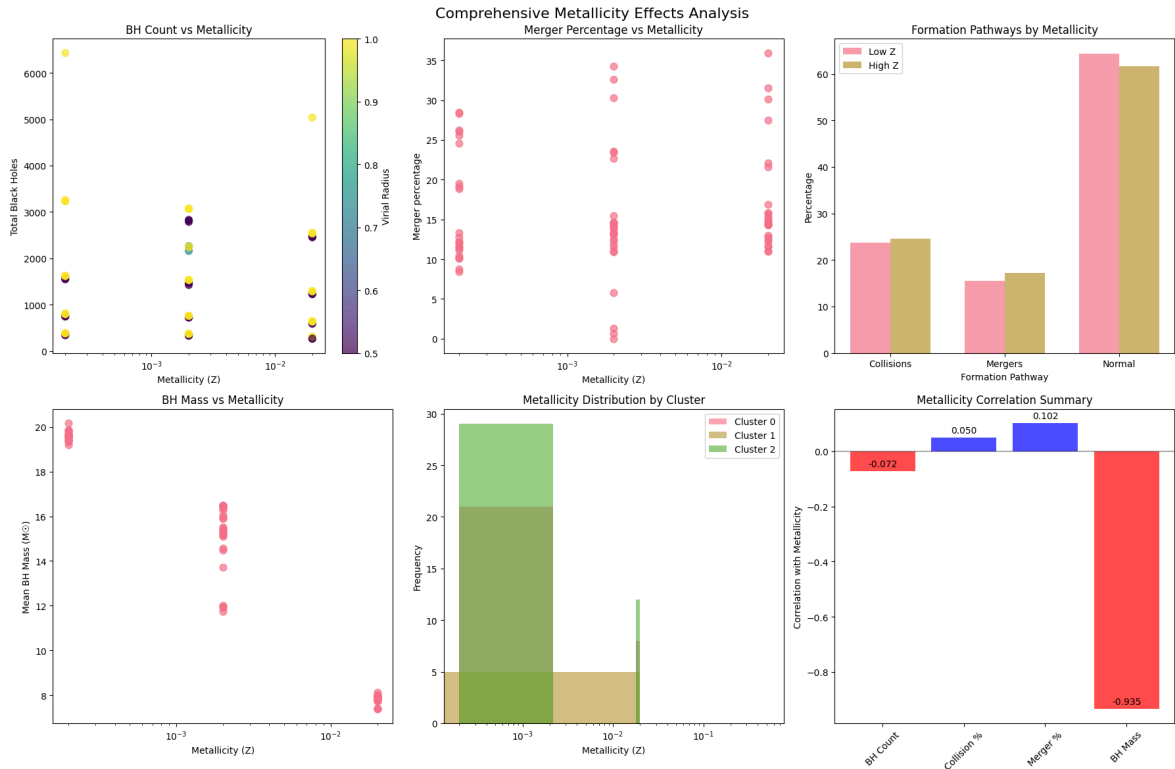 Comprehensive Metallicity Effects Analysis
BH Count vs Metallicity
Total Black Holes
6000
5000
4000
3000
2000
1000
0
10⁻³
10⁻²
Metallicity (Z)
1.0
0.9
0.8
0.7
0.6
0.5
Virial Radius
Merger Percentage vs Metallicity
Merger percentage
35
30
25
20
15
10
5
0
10⁻³
10⁻²
Metallicity (Z)
Formation Pathways by Metallicity
Low Z
High Z
Percentage
60
50
40
30
20
10
0
Collisions
Mergers
Normal
Formation Pathway
BH Mass vs Metallicity
Mean BH Mass (M☉)
20
18
16
14
12
10
8
10⁻³
10⁻²
Metallicity (Z)
Metallicity Distribution by Cluster
Cluster 0
Cluster 1
Cluster 2
Frequency
30
25
20
15
10
5
0
10⁻³
10⁻²
10⁻¹
Metallicity (Z)
Metallicity Correlation Summary
Correlation with Metallicity
0.0
−0.2
−0.4
−0.6
−0.8
-0.072
0.050
0.102
-0.935
BH Count
Collision %
Merger %
BH Mass